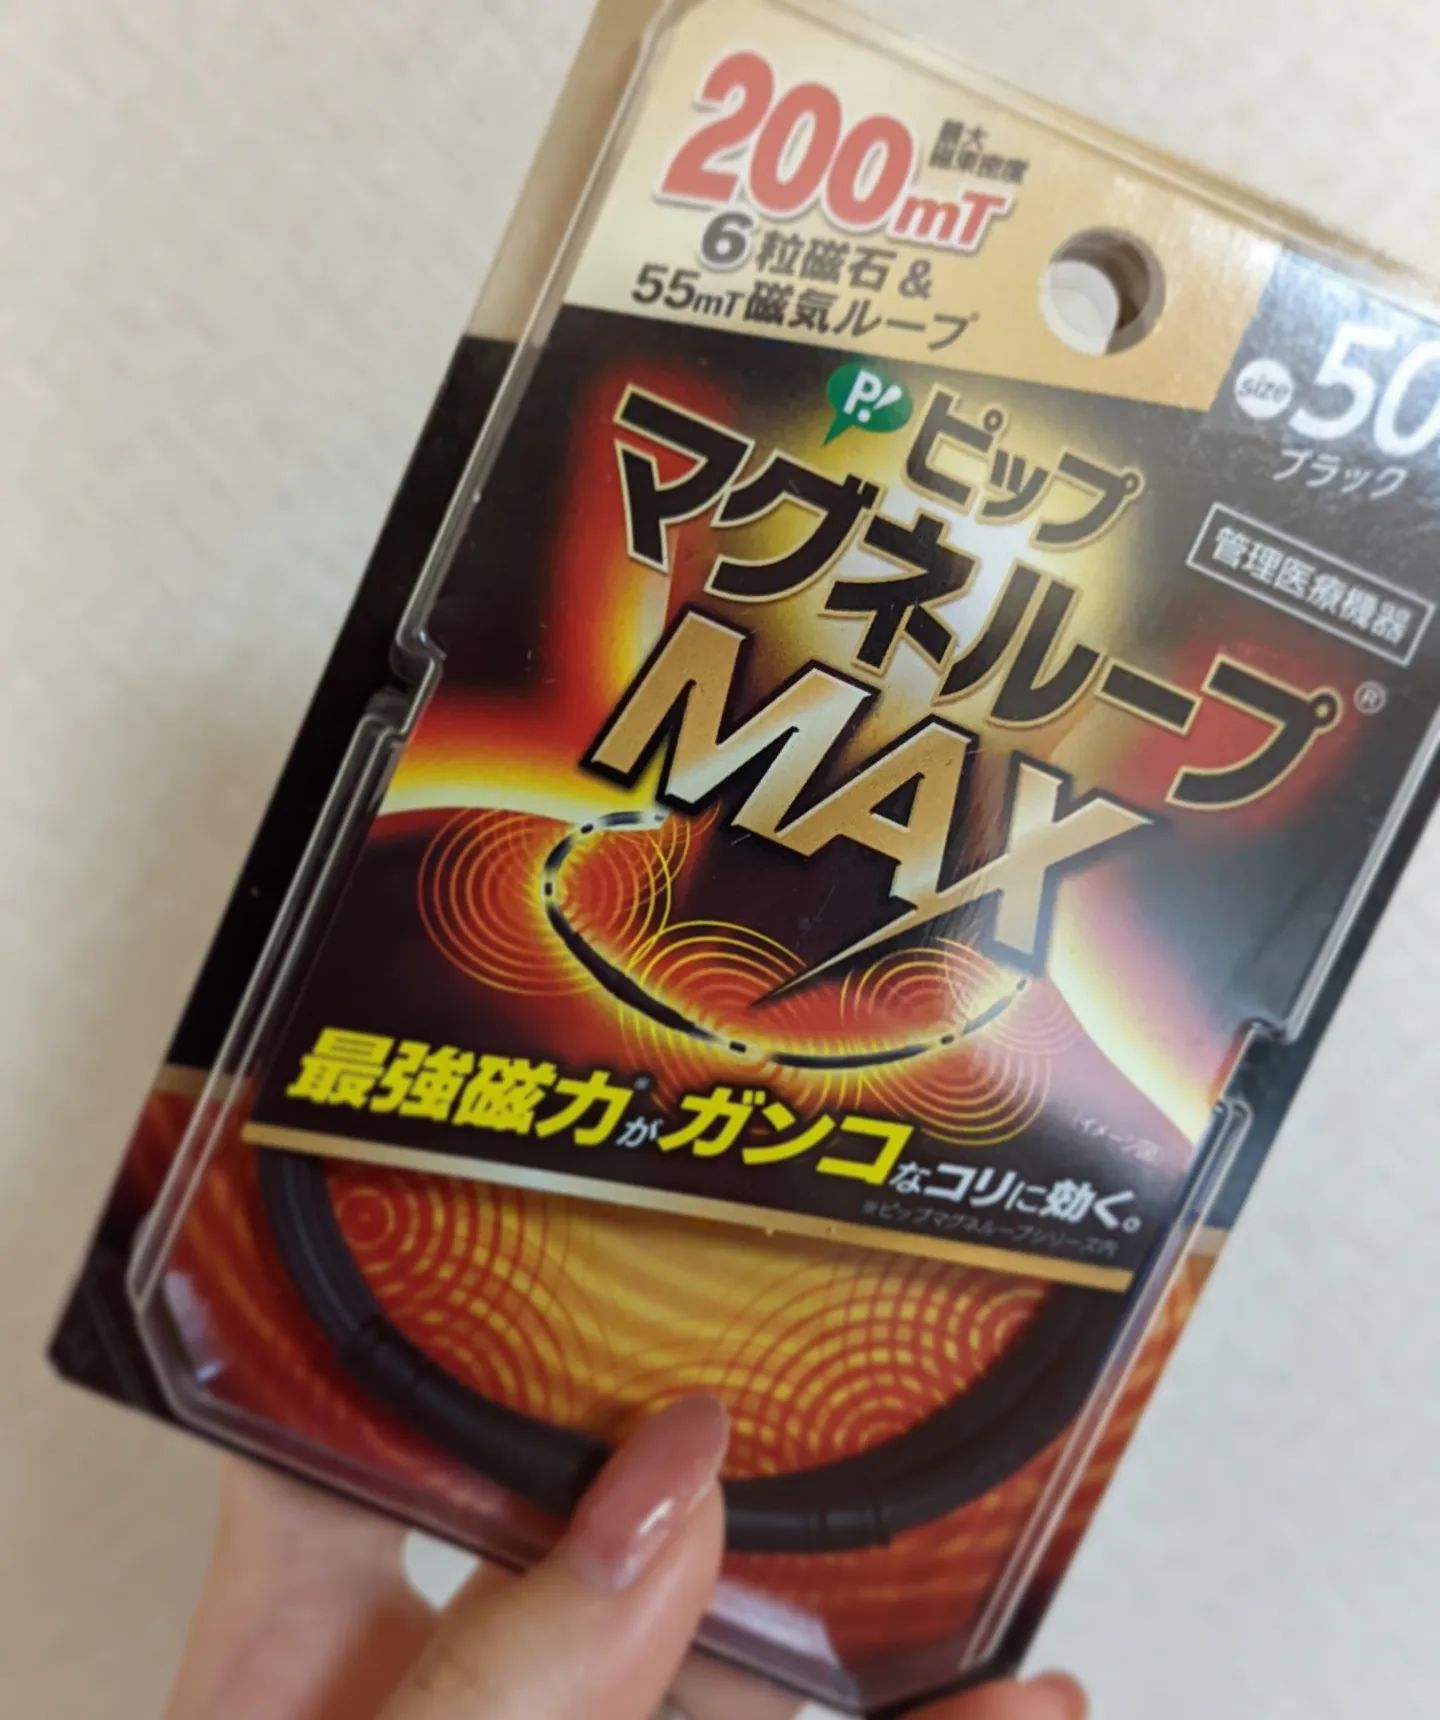 200mT
最大
磁束密度
6粒磁石&
55mT磁気ループ
size 50
ブラック
管理医療機器
P! ピップ
マグネループ®
MAX
(イメージ図)
最強磁力※がガンコなコリに効く。
※ピップマグネループシリーズ内